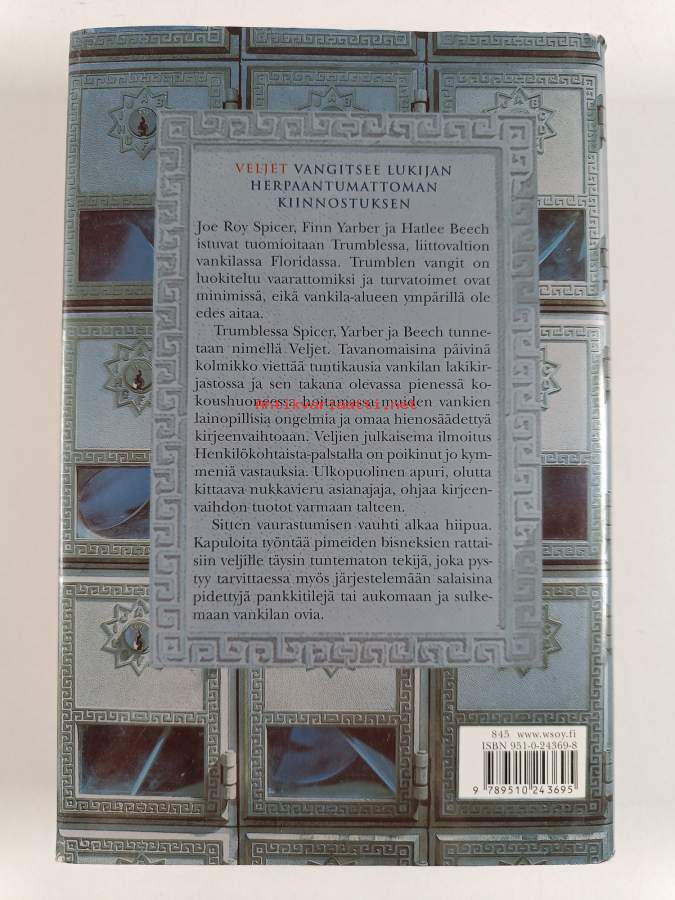 VELJET VANGITSEE LUKIJAN
HERPAANTUMATTOMAN
KIINNOSTUKSEN
Joe Roy Spicer, Finn Yarber ja Hatlee Beech
istuvat tuomioitaan Trumblessa, liittovaltion
vankilassa Floridassa. Trumblen vangit on
luokiteltu vaarattomiksi ja turvatoimet ovat
minimissä, eikä vankila-alueen ympärillä ole
edes aitaa.
Trumblessa Spicer, Yarber ja Beech tunne-
taan nimellä Veljet. Tavanomaisina päivinä
kolmikko viettää tuntikausia vankilan lakikir-
jastossa ja sen takana olevassa pienessä ko-
koushuoneessa hoitamassa muiden vankien
Antikvariaatti.net
lainopillisia ongelmia ja omaa hienosäädettyä
kirjeenvaihtoaan. Veljien julkaisema ilmoitus
Henkilökohtaista-palstalla on poikinut jo kym-
meniä vastauksia. Ulkopuolinen apuri, olutta
kittaava nukkavieru asianajaja, ohjaa kirjeen-
vaihdon tuotot varmaan talteen.
Sitten vaurastumisen vauhti alkaa hiipua.
Kapuloita työntää pimeiden bisneksien rattai-
siin veljille täysin tuntematon tekijä, joka pys-
tyy tarvittaessa myös järjestelemään salaisina
pidettyjä pankkitilejä tai aukomaan ja sulke-
maan vankilan ovia.
845 www.wsoy.fi
ISBN 951-0-24369-8
9 789510 243695